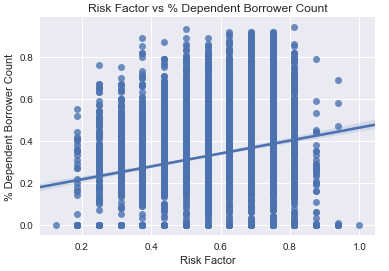 Risk Factor vs % Dependent Borrower Count
% Dependent Borrower Count
0.8
0.6
0.4
0.2
0.0
0.2 0.4 0.6 0.8 1.0
Risk Factor